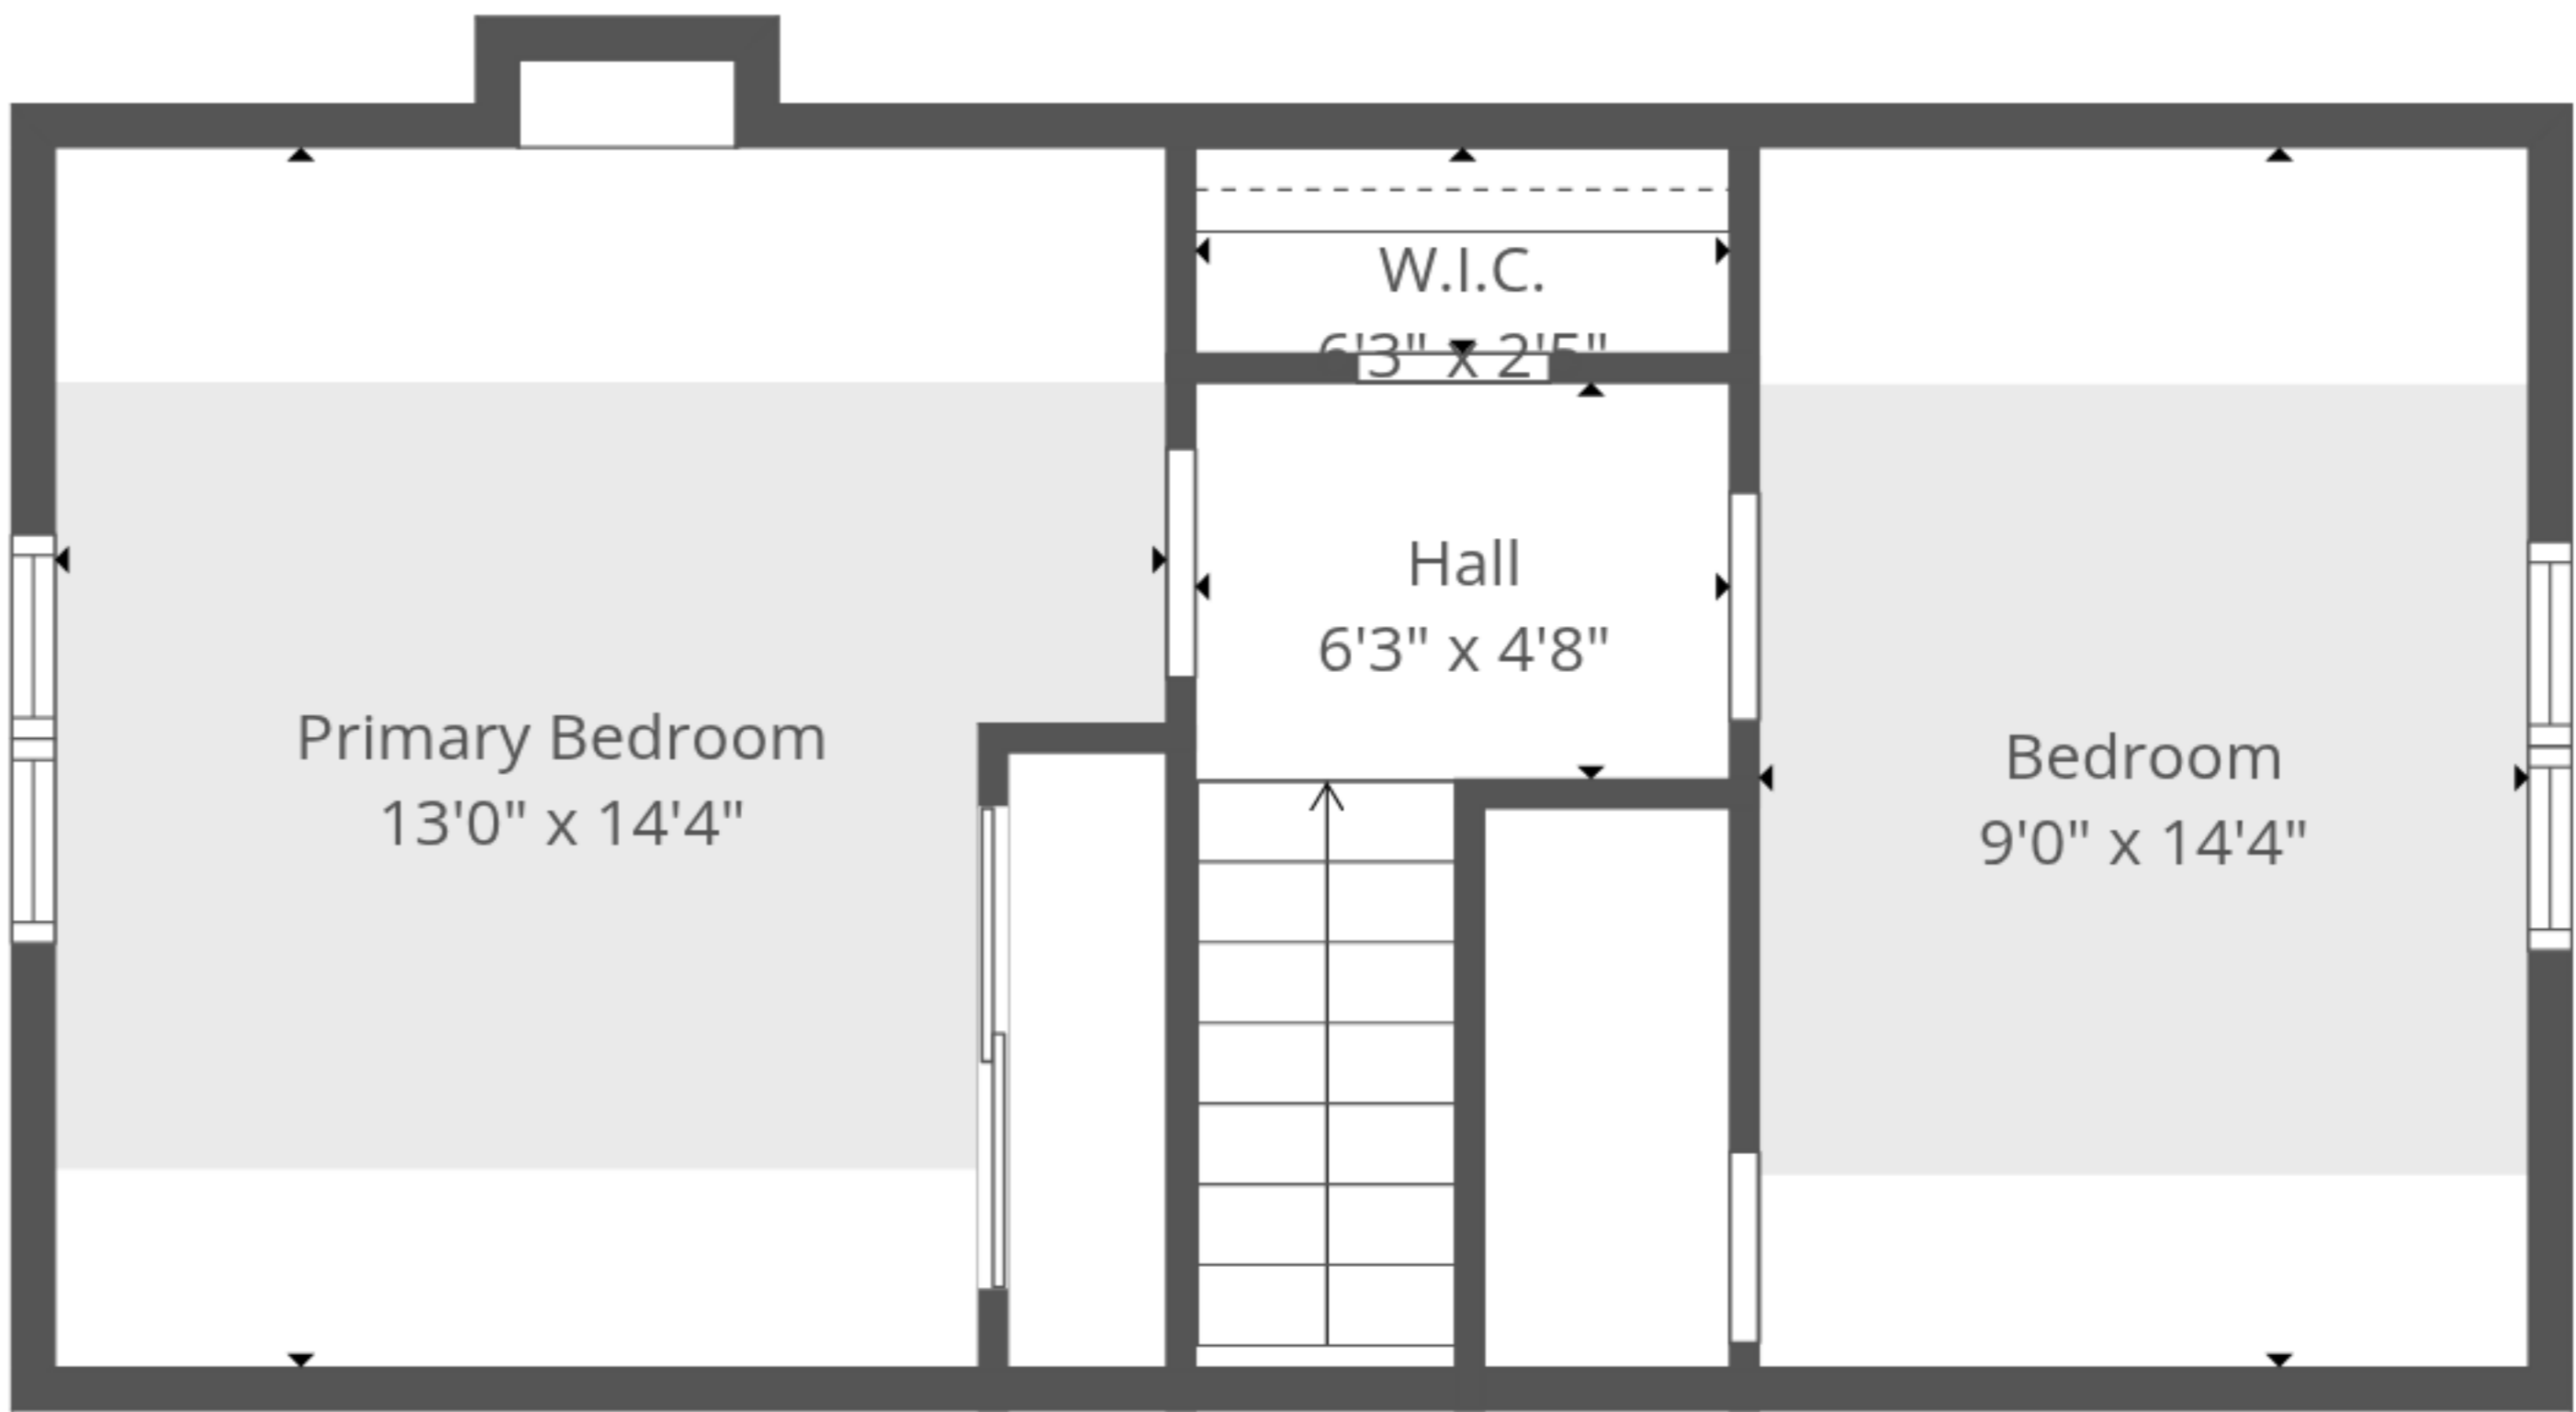 W.I.C.
6'3" x 2'5"
Hall
6'3" x 4'8"
Primary Bedroom
13'0" x 14'4"
Bedroom
9'0" x 14'4"